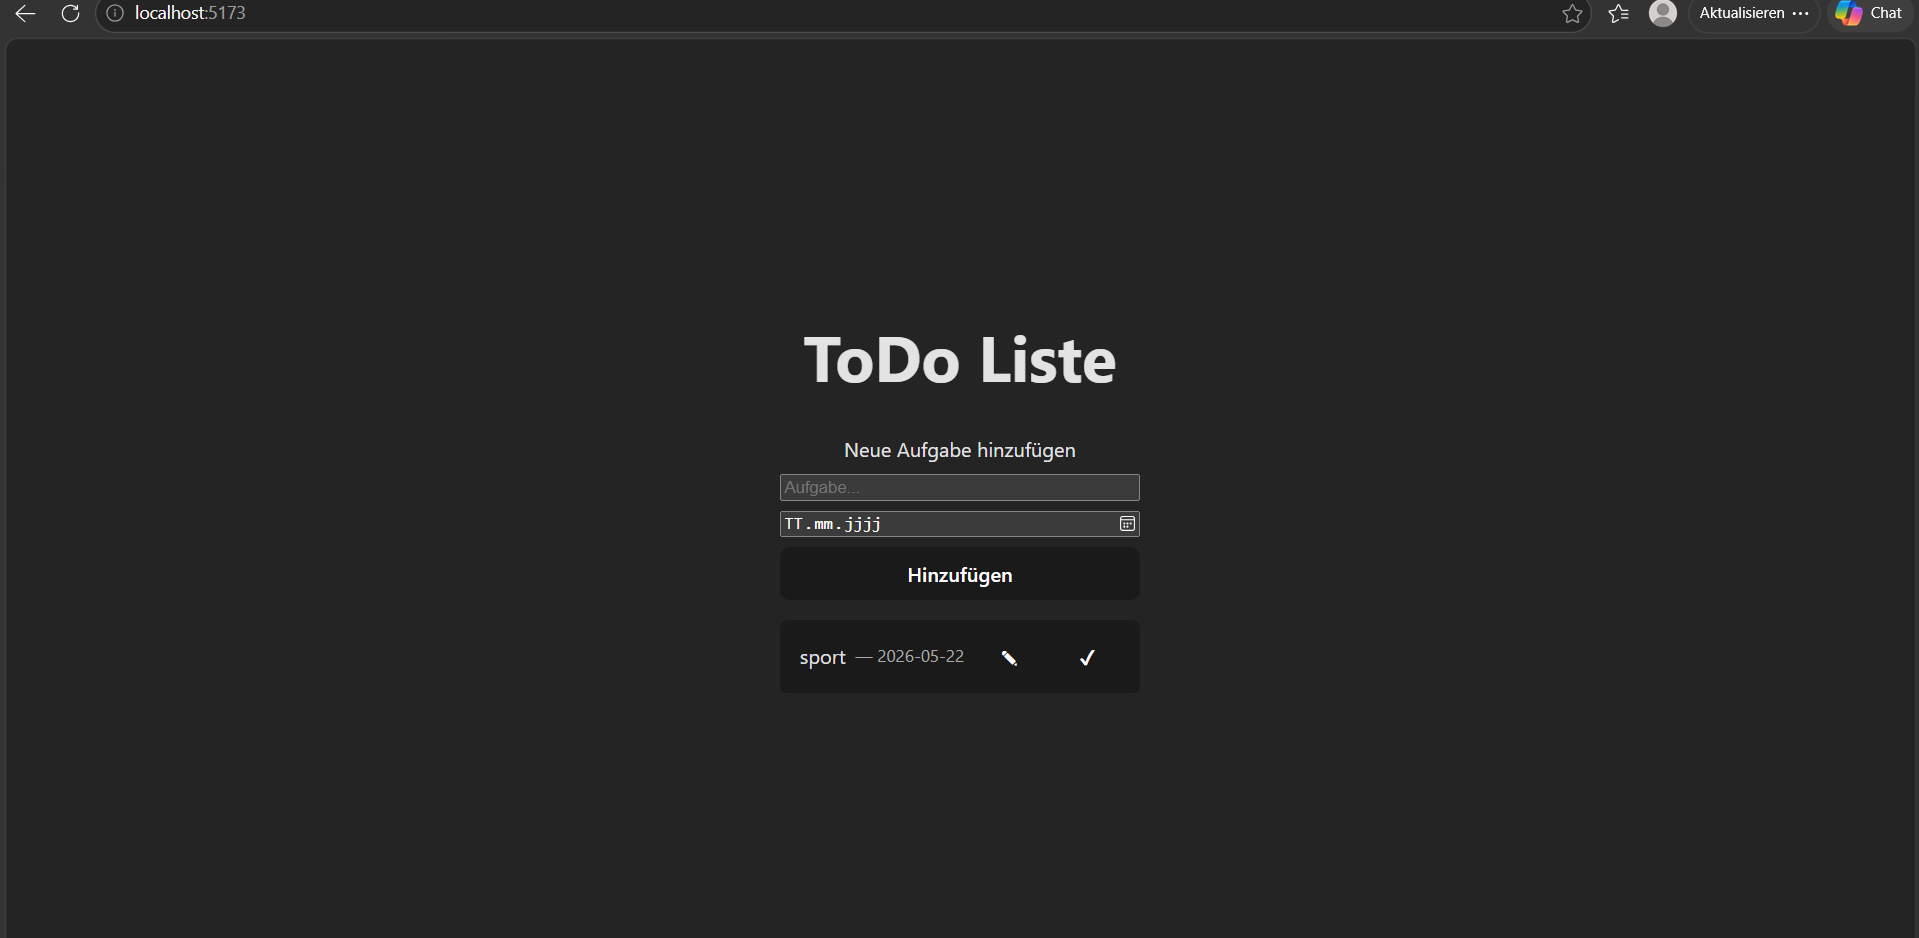 localhost:5173
Aktualisieren
Chat
ToDo Liste
Neue Aufgabe hinzufügen
Aufgabe...
TT.mm.jjjj
Hinzufügen
sport — 2026-05-22